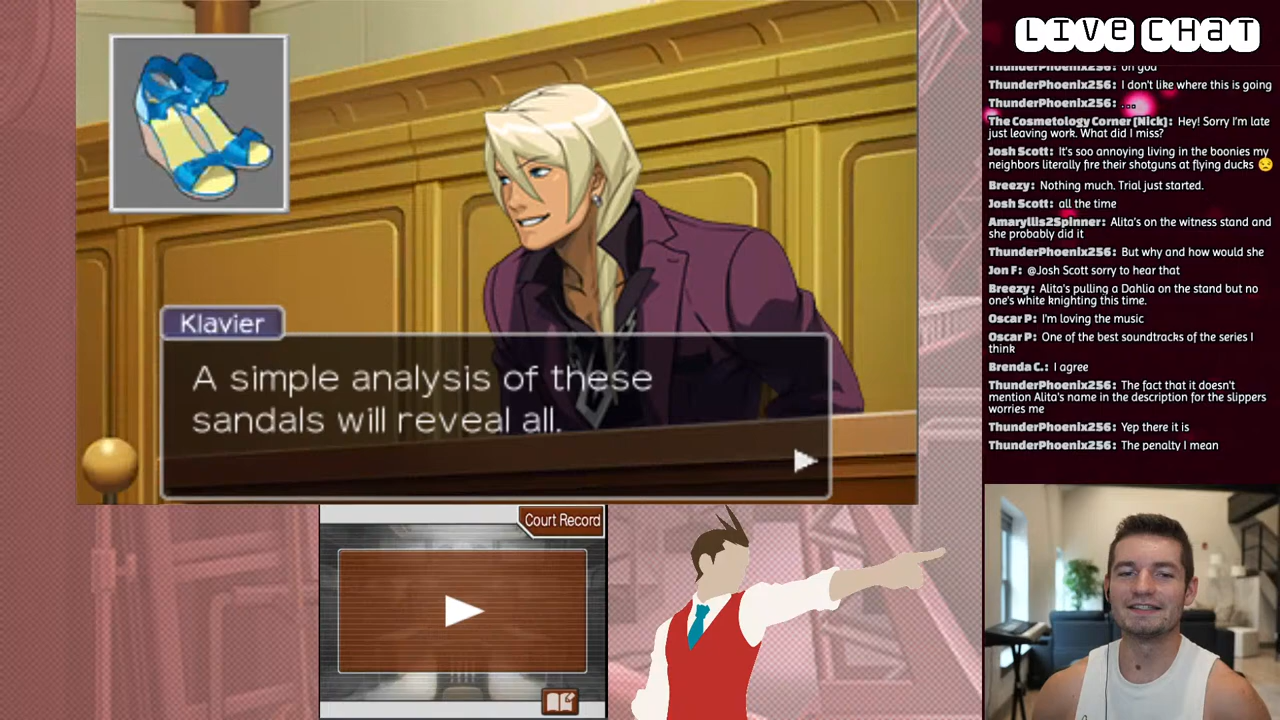 Klavier
A simple analysis of these
sandals will reveal all.
Court Record
LIVE CHAT
ThunderPhoenix256: on you
ThunderPhoenix256: I don't like where this is going
ThunderPhoenix256: ...
The Cosmetology Corner [Nick]: Hey! Sorry I'm late
just leaving work. What did I miss?
Josh Scott: It's soo annoying living in the boonies my
neighbors literally fire their shotguns at flying ducks 😒
Breezy: Nothing much. Trial just started.
Josh Scott: all the time
Amaryllis2Spinner: Alita's on the witness stand and
she probably did it
ThunderPhoenix256: But why and how would she
Jon F: @Josh Scott sorry to hear that
Breezy: Alita's pulling a Dahlia on the stand but no
one's white knighting this time.
Oscar P: I'm loving the music
Oscar P: One of the best soundtracks of the series I
think
Brenda C.: I agree
ThunderPhoenix256: The fact that it doesn't
mention Alita's name in the description for the slippers
worries me
ThunderPhoenix256: Yep there it is
ThunderPhoenix256: The penalty I mean